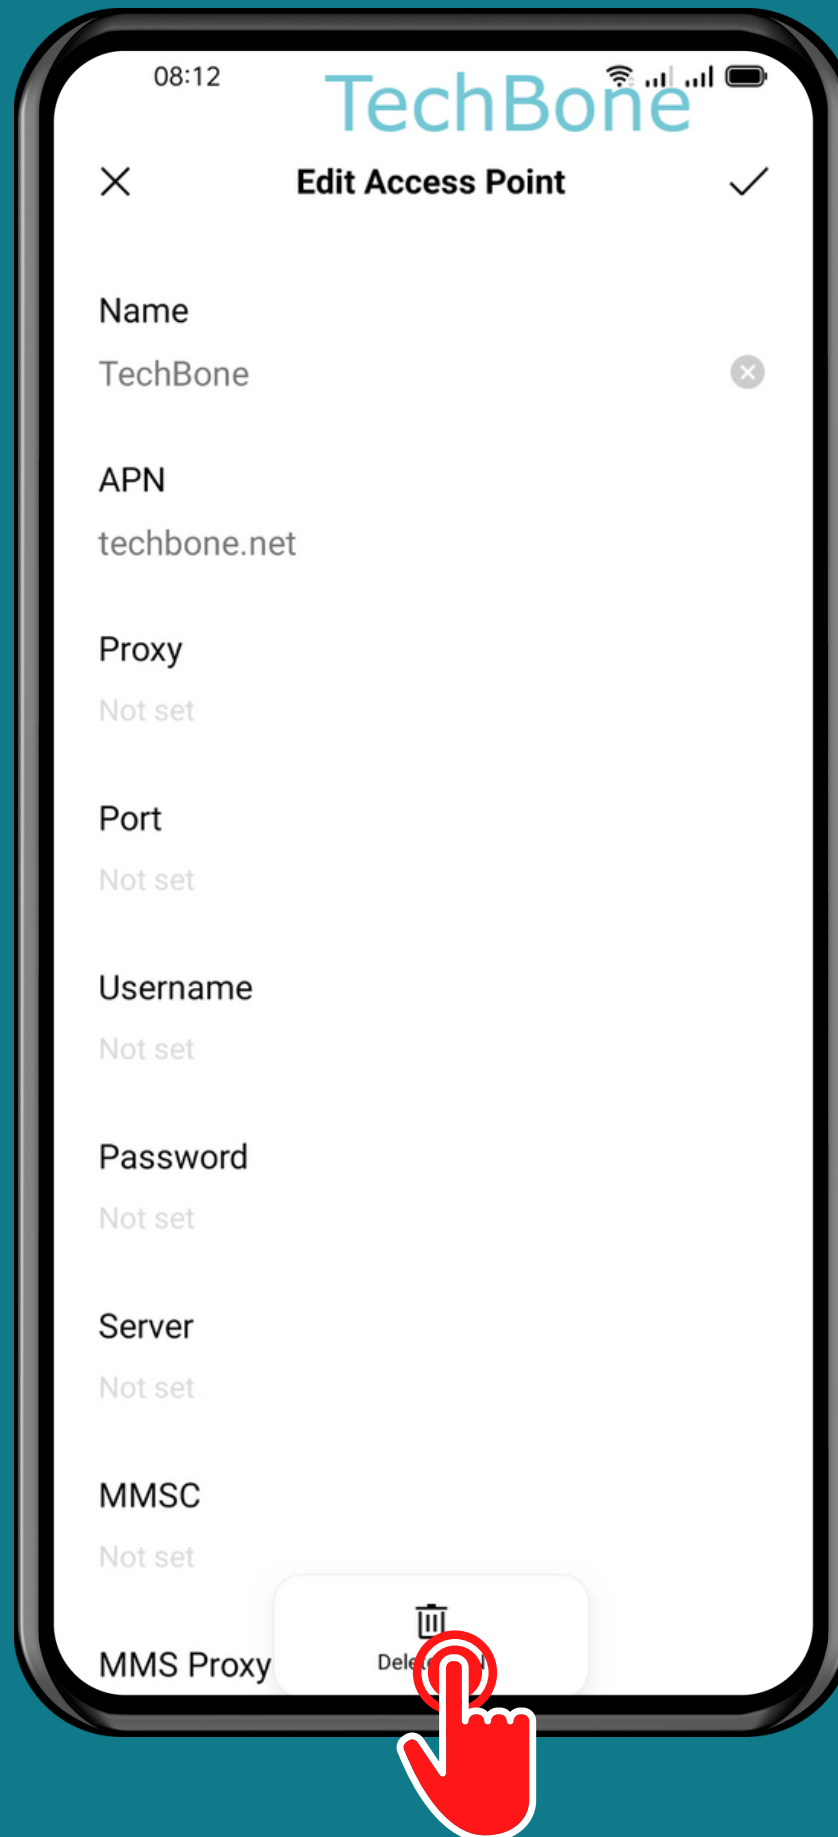 08:12
TechBone
Edit Access Point
Name
TechBone
APN
techbone.net
Proxy
Not set
Port
Not set
Username
Not set
Password
Not set
Server
Not set
MMSC
Not set
MMS Proxy